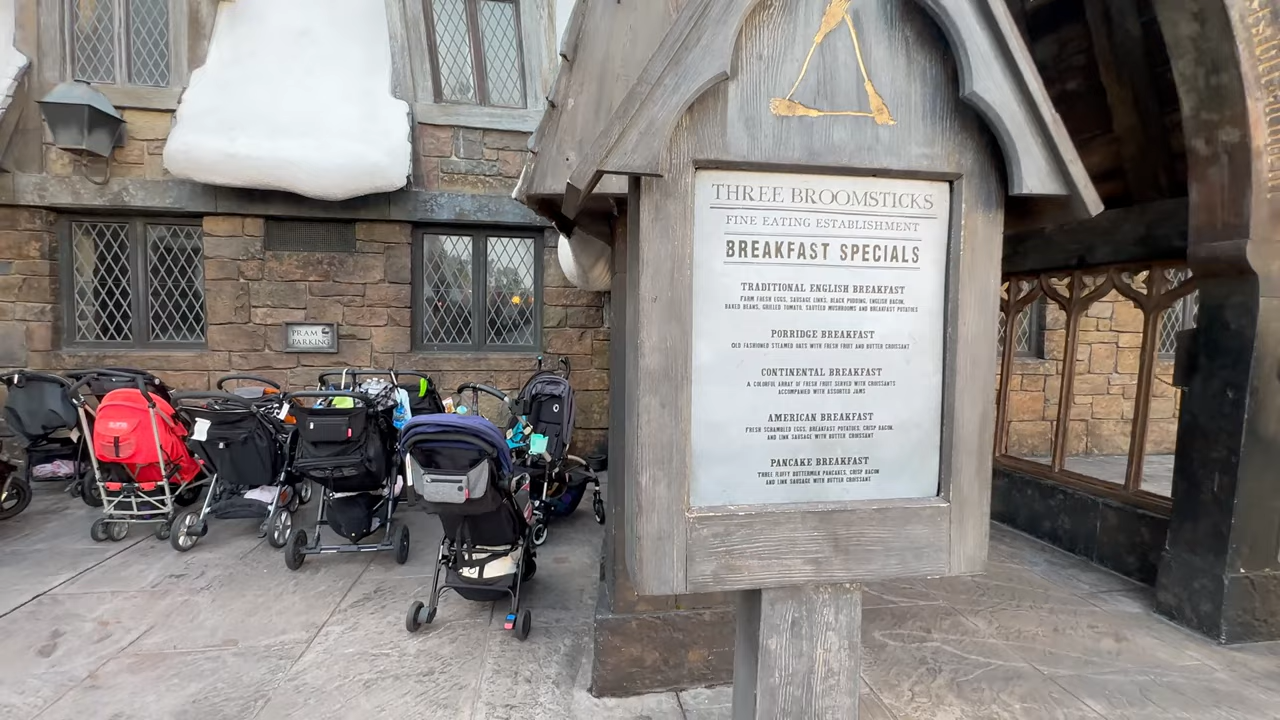 PRAM
PARKING
THREE BROOMSTICKS
FINE EATING ESTABLISHMENT
BREAKFAST SPECIALS
TRADITIONAL ENGLISH BREAKFAST
FARM FRESH EGGS, SAUSAGE LINKS, BLACK PUDDING, ENGLISH BACON,
BAKED BEANS, GRILLED TOMATO, SAUTEED MUSHROOMS AND BREAKFAST POTATOES
PORRIDGE BREAKFAST
OLD FASHIONED STEAMED OATS WITH FRESH FRUIT AND BUTTER CROISSANT
CONTINENTAL BREAKFAST
A COLORFUL ARRAY OF FRESH FRUIT SERVED WITH CROISSANTS
ACCOMPANIED WITH ASSORTED JAMS
AMERICAN BREAKFAST
FRESH SCRAMBLED EGGS, BREAKFAST POTATOES, CRISP BACON,
AND LINK SAUSAGE WITH BUTTER CROISSANT
PANCAKE BREAKFAST
THREE FLUFFY BUTTERMILK PANCAKES, CRISP BACON
AND LINK SAUSAGE WITH BUTTER CROISSANT